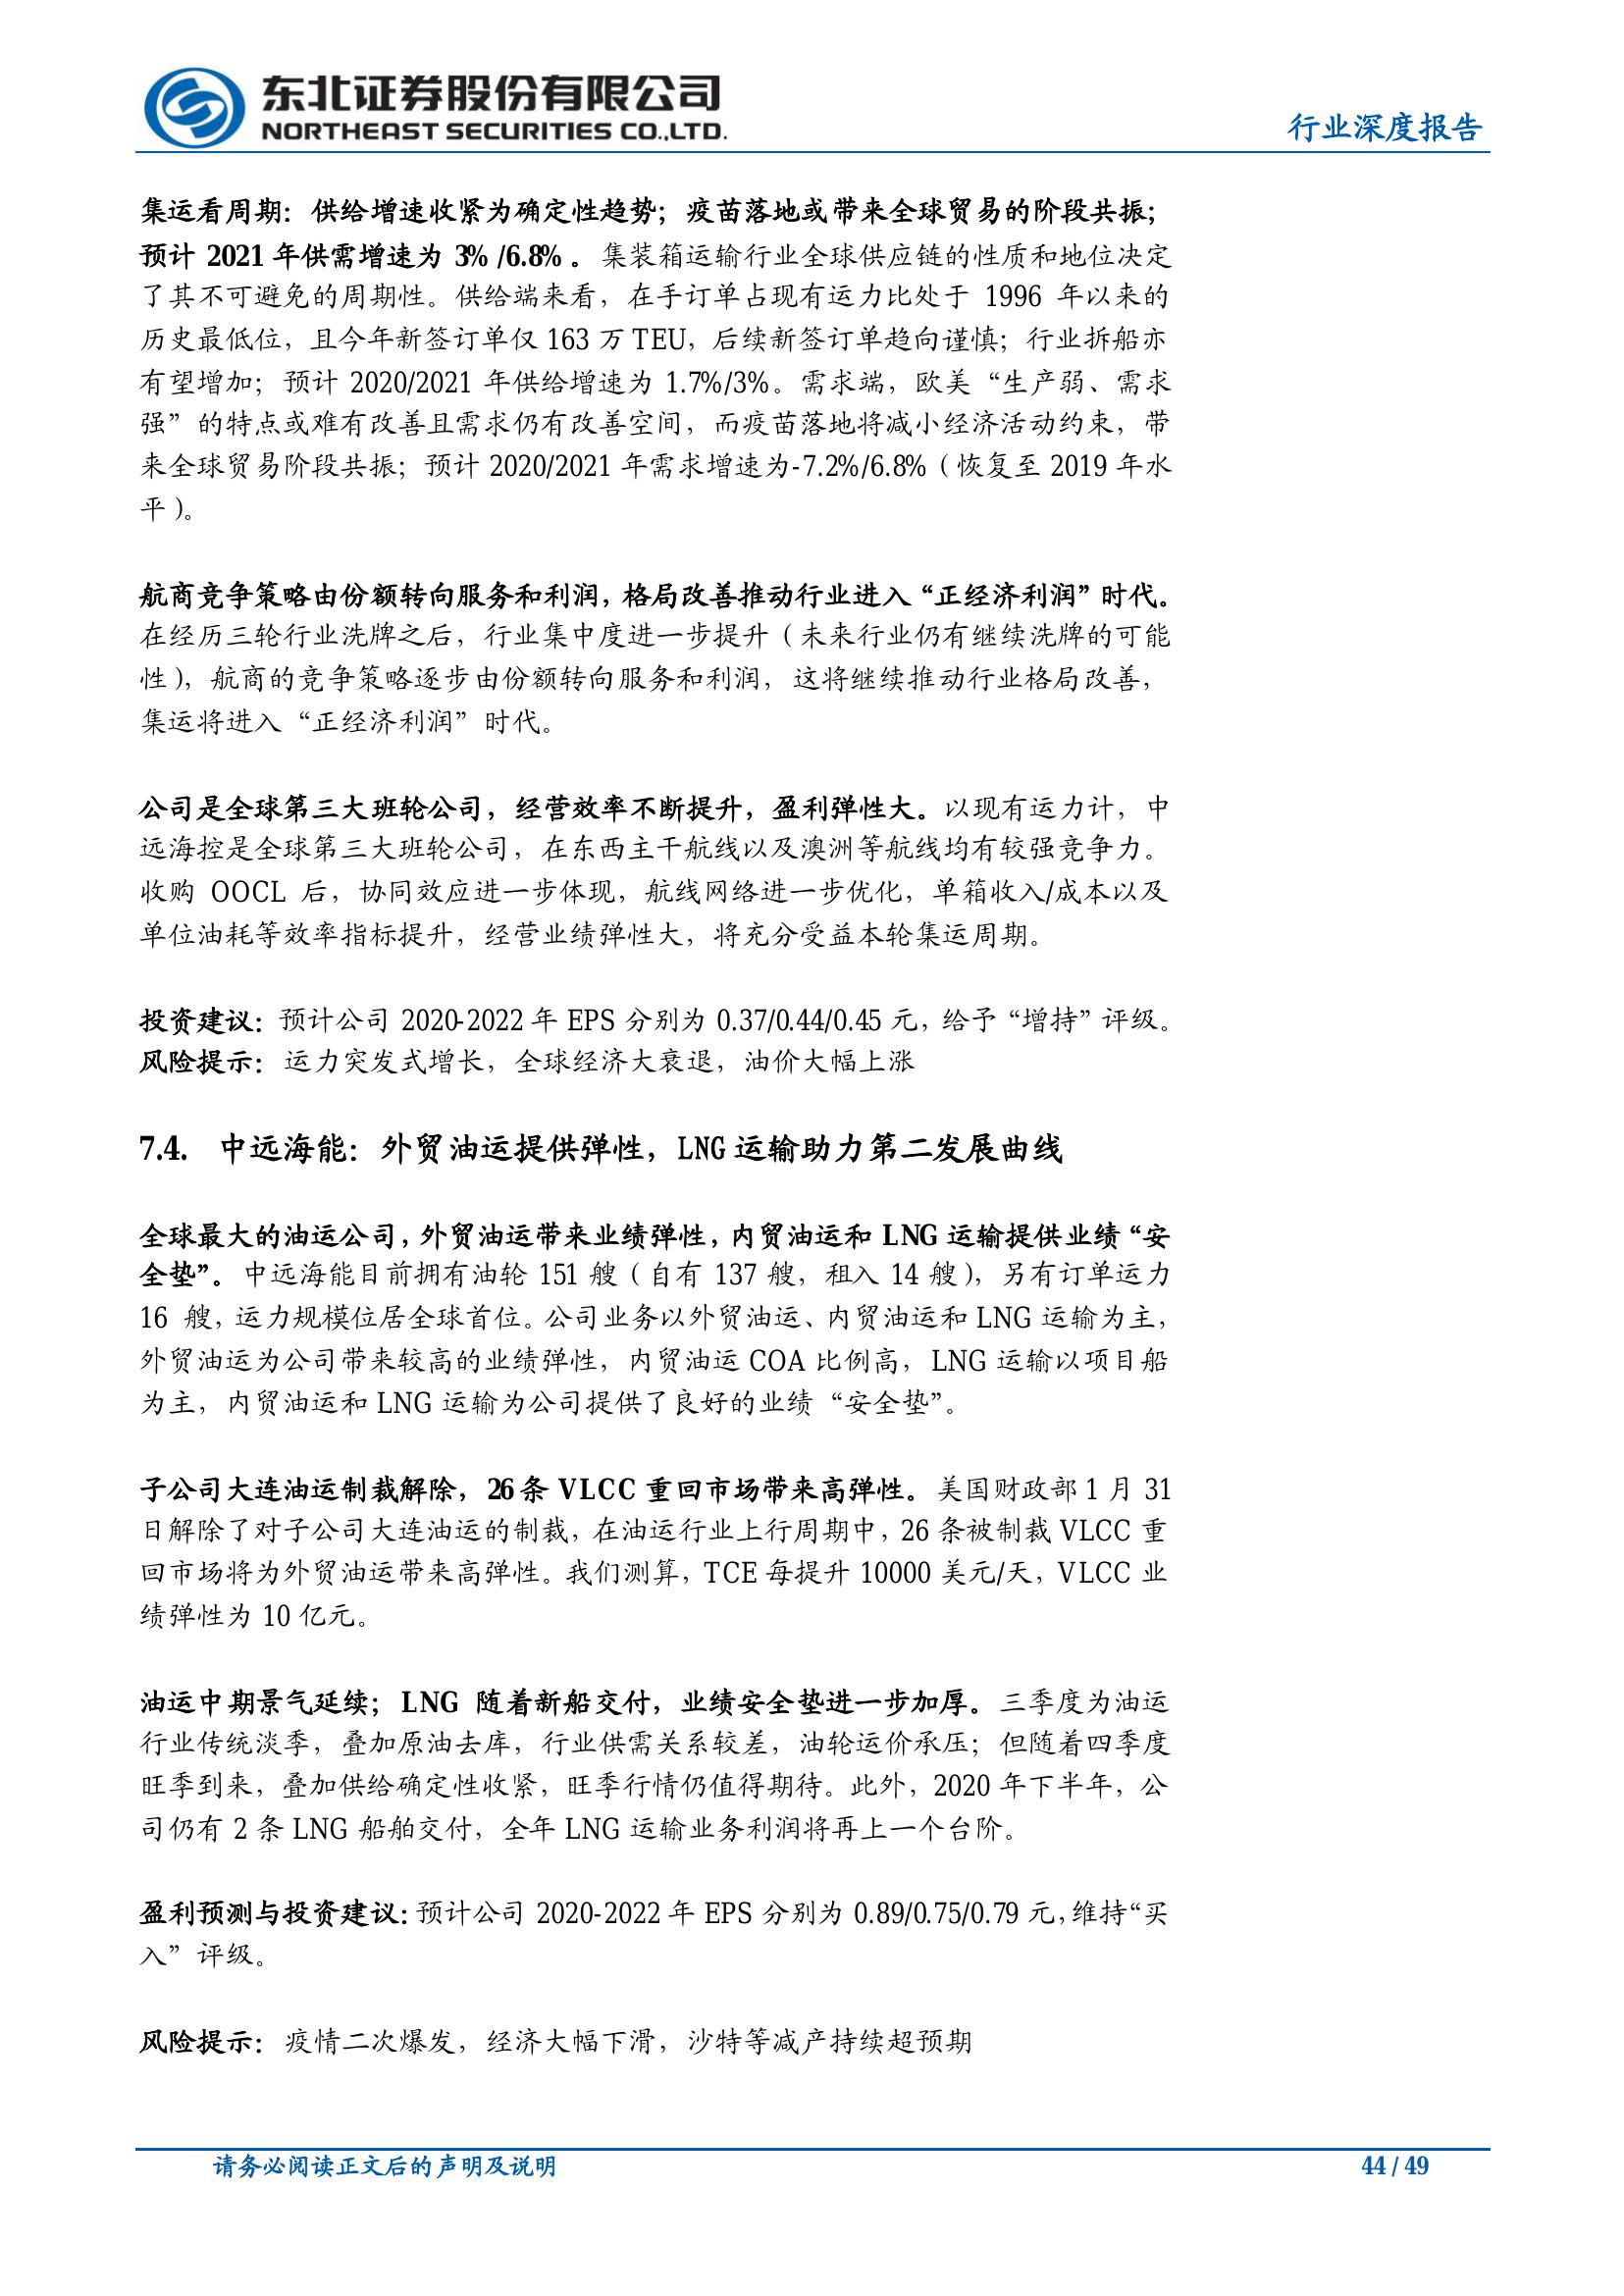 东北证券股份有限公司
NORTHEAST SECURITIES CO.,LTD.
行业深度报告
集运看周期：供给增速收紧为确定性趋势；疫苗落地或带来全球贸易的阶段共振；
预计 2021 年供需增速为 3% /6.8% 。集装箱运输行业全球供应链的性质和地位决定
了其不可避免的周期性。供给端来看，在手订单占现有运力比处于 1996 年以来的
历史最低位，且今年新签订单仅 163 万 TEU，后续新签订单趋向谨慎；行业拆船亦
有望增加；预计 2020/2021 年供给增速为 1.7%/3%。需求端，欧美“生产弱、需求
强”的特点或难有改善且需求仍有改善空间，而疫苗落地将减小经济活动约束，带
来全球贸易阶段共振；预计 2020/2021 年需求增速为-7.2%/6.8%（恢复至 2019 年水
平）。
航商竞争策略由份额转向服务和利润，格局改善推动行业进入“正经济利润”时代。
在经历三轮行业洗牌之后，行业集中度进一步提升（未来行业仍有继续洗牌的可能
性），航商的竞争策略逐步由份额转向服务和利润，这将继续推动行业格局改善，
集运将进入“正经济利润”时代。
公司是全球第三大班轮公司，经营效率不断提升，盈利弹性大。以现有运力计，中
远海控是全球第三大班轮公司，在东西主干航线以及澳洲等航线均有较强竞争力。
收购 OOCL 后，协同效应进一步体现，航线网络进一步优化，单箱收入/成本以及
单位油耗等效率指标提升，经营业绩弹性大，将充分受益本轮集运周期。
投资建议：预计公司 2020-2022 年 EPS 分别为 0.37/0.44/0.45 元，给予“增持”评级。
风险提示：运力突发式增长，全球经济大衰退，油价大幅上涨
7.4. 中远海能：外贸油运提供弹性，LNG 运输助力第二发展曲线
全球最大的油运公司，外贸油运带来业绩弹性，内贸油运和 LNG 运输提供业绩“安
全垫”。中远海能目前拥有油轮 151 艘（自有 137 艘，租入 14 艘），另有订单运力
16 艘，运力规模位居全球首位。公司业务以外贸油运、内贸油运和 LNG 运输为主，
外贸油运为公司带来较高的业绩弹性，内贸油运 COA 比例高，LNG 运输以项目船
为主，内贸油运和 LNG 运输为公司提供了良好的业绩“安全垫”。
子公司大连油运制裁解除，26 条 VLCC 重回市场带来高弹性。美国财政部 1 月 31
日解除了对子公司大连油运的制裁，在油运行业上行周期中，26 条被制裁 VLCC 重
回市场将为外贸油运带来高弹性。我们测算，TCE 每提升 10000 美元/天，VLCC 业
绩弹性为 10 亿元。
油运中期景气延续；LNG 随着新船交付，业绩安全垫进一步加厚。三季度为油运
行业传统淡季，叠加原油去库，行业供需关系较差，油轮运价承压；但随着四季度
旺季到来，叠加供给确定性收紧，旺季行情仍值得期待。此外，2020 年下半年，公
司仍有 2 条 LNG 船舶交付，全年 LNG 运输业务利润将再上一个台阶。
盈利预测与投资建议：预计公司 2020-2022 年 EPS 分别为 0.89/0.75/0.79 元，维持“买
入”评级。
风险提示：疫情二次爆发，经济大幅下滑，沙特等减产持续超预期
请务必阅读正文后的声明及说明
44 / 49